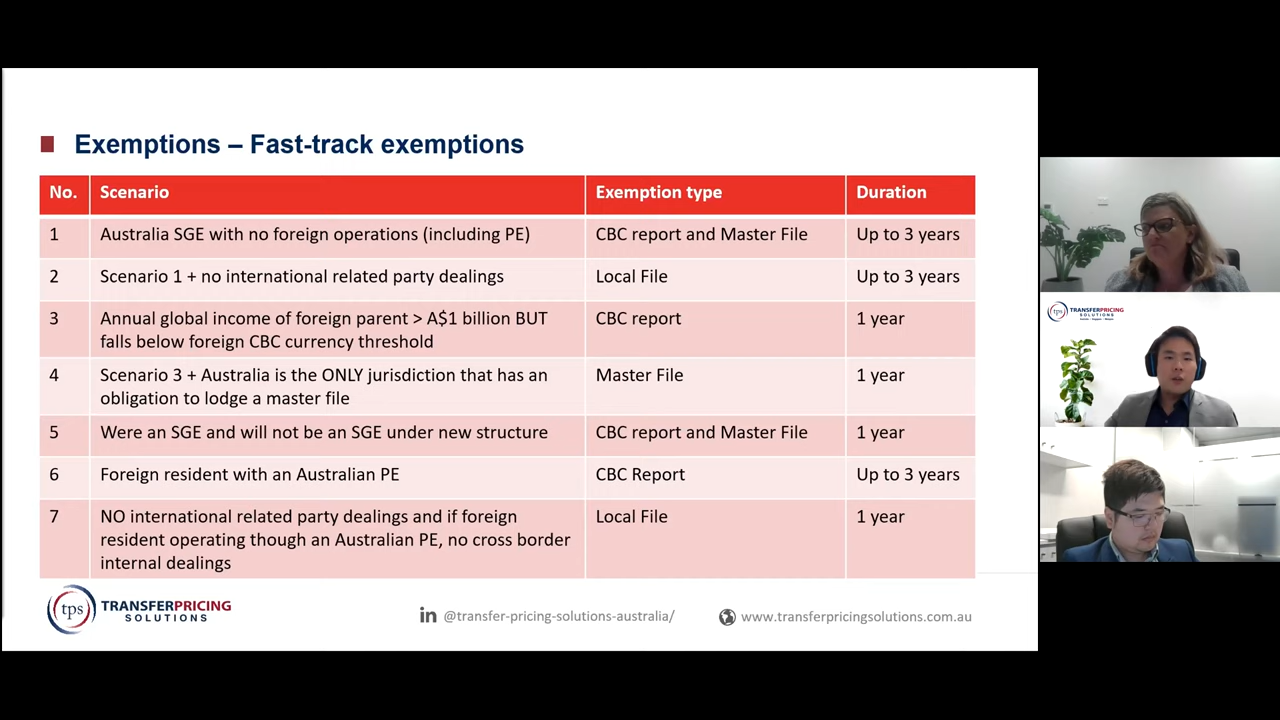 Exemptions – Fast-track exemptions
No. Scenario Exemption type Duration
1 Australia SGE with no foreign operations (including PE) CBC report and Master File Up to 3 years
2 Scenario 1 + no international related party dealings Local File Up to 3 years
3 Annual global income of foreign perent > A$1 billion BUT CBC report 1 year
falls below foreign CBC currency threshold
4 Scenario 3 + Australia is the ONLY jurisdiction that has an Master File 1 year
obligation to lodge a master file
5 Were an SGE and will not be an SGE under new structure CBC report and Master File 1 year
6 Foreign resident with an Australian PE CBC Report Up to 3 years
7 NO international related party dealings and if foreign Local File 1 year
resident operating though an Australian PE, no cross border
internal dealings
tps TRANSFERPRICING
SOLUTIONS
in @transfer-pricing-solutions-australia/
www.transferpricingsolutions.com.au
tps TRANSFERPRICING
SOLUTIONS